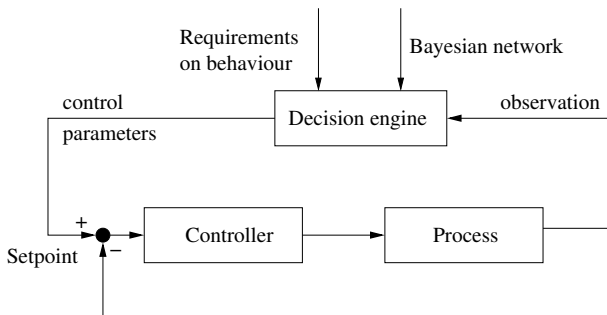 Requirements
on behaviour
Bayesian network
control
parameters
Decision engine
observation
+
Setpoint
−
Controller
Process